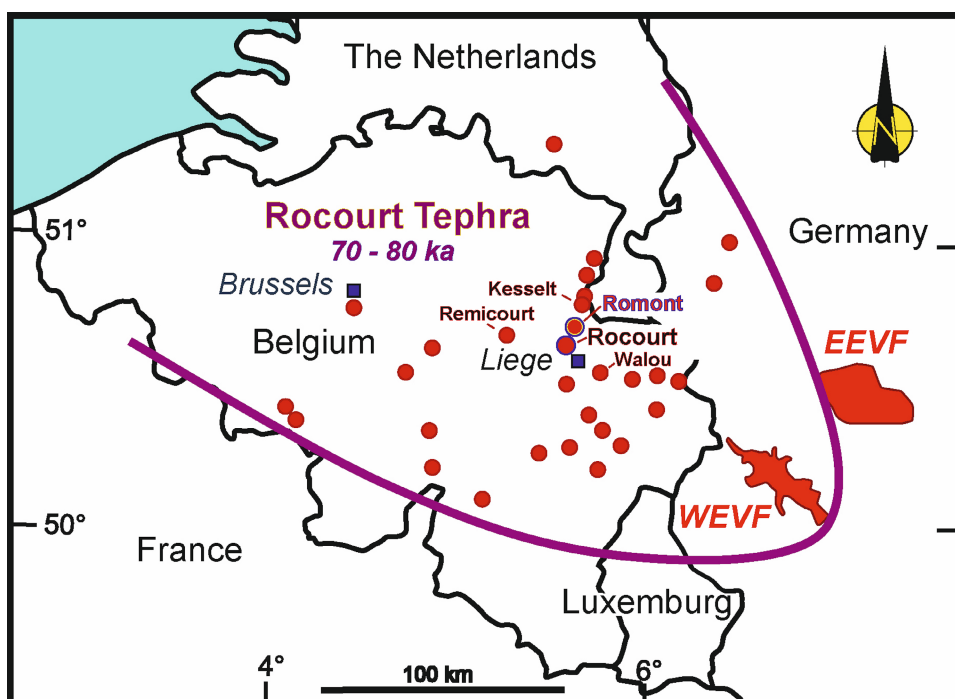 The Netherlands
N
51°
Rocourt Tephra
70 - 80 ka
Germany
Brussels
Kesselt
Romont
Remicourt
Rocourt
Belgium
Liege
Walou
EEVF
WEVF
50°
France
Luxemburg
4°
100 km
6°